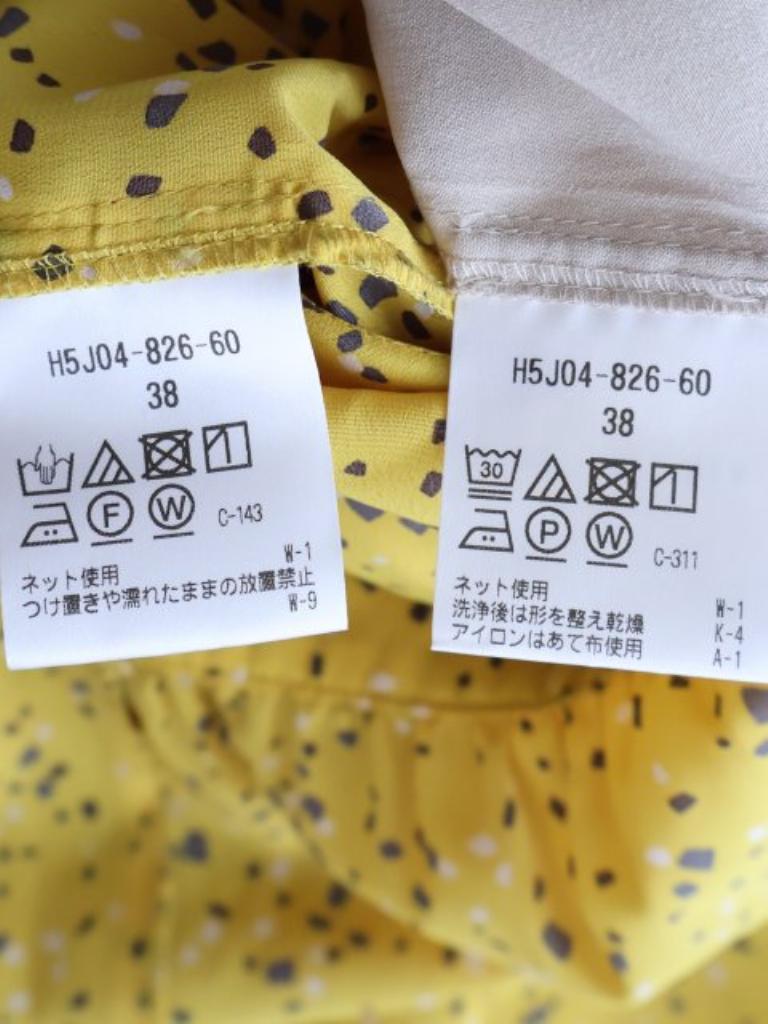 H5J04-826-60
38
F W C-143
W-1
ネット使用
つけ置きや濡れたままの放置禁止
W-9
H5J04-826-60
38
30
P W C-311
ネット使用
W-1
洗浄後は形を整え乾燥
K-4
アイロンはあて布使用
A-1